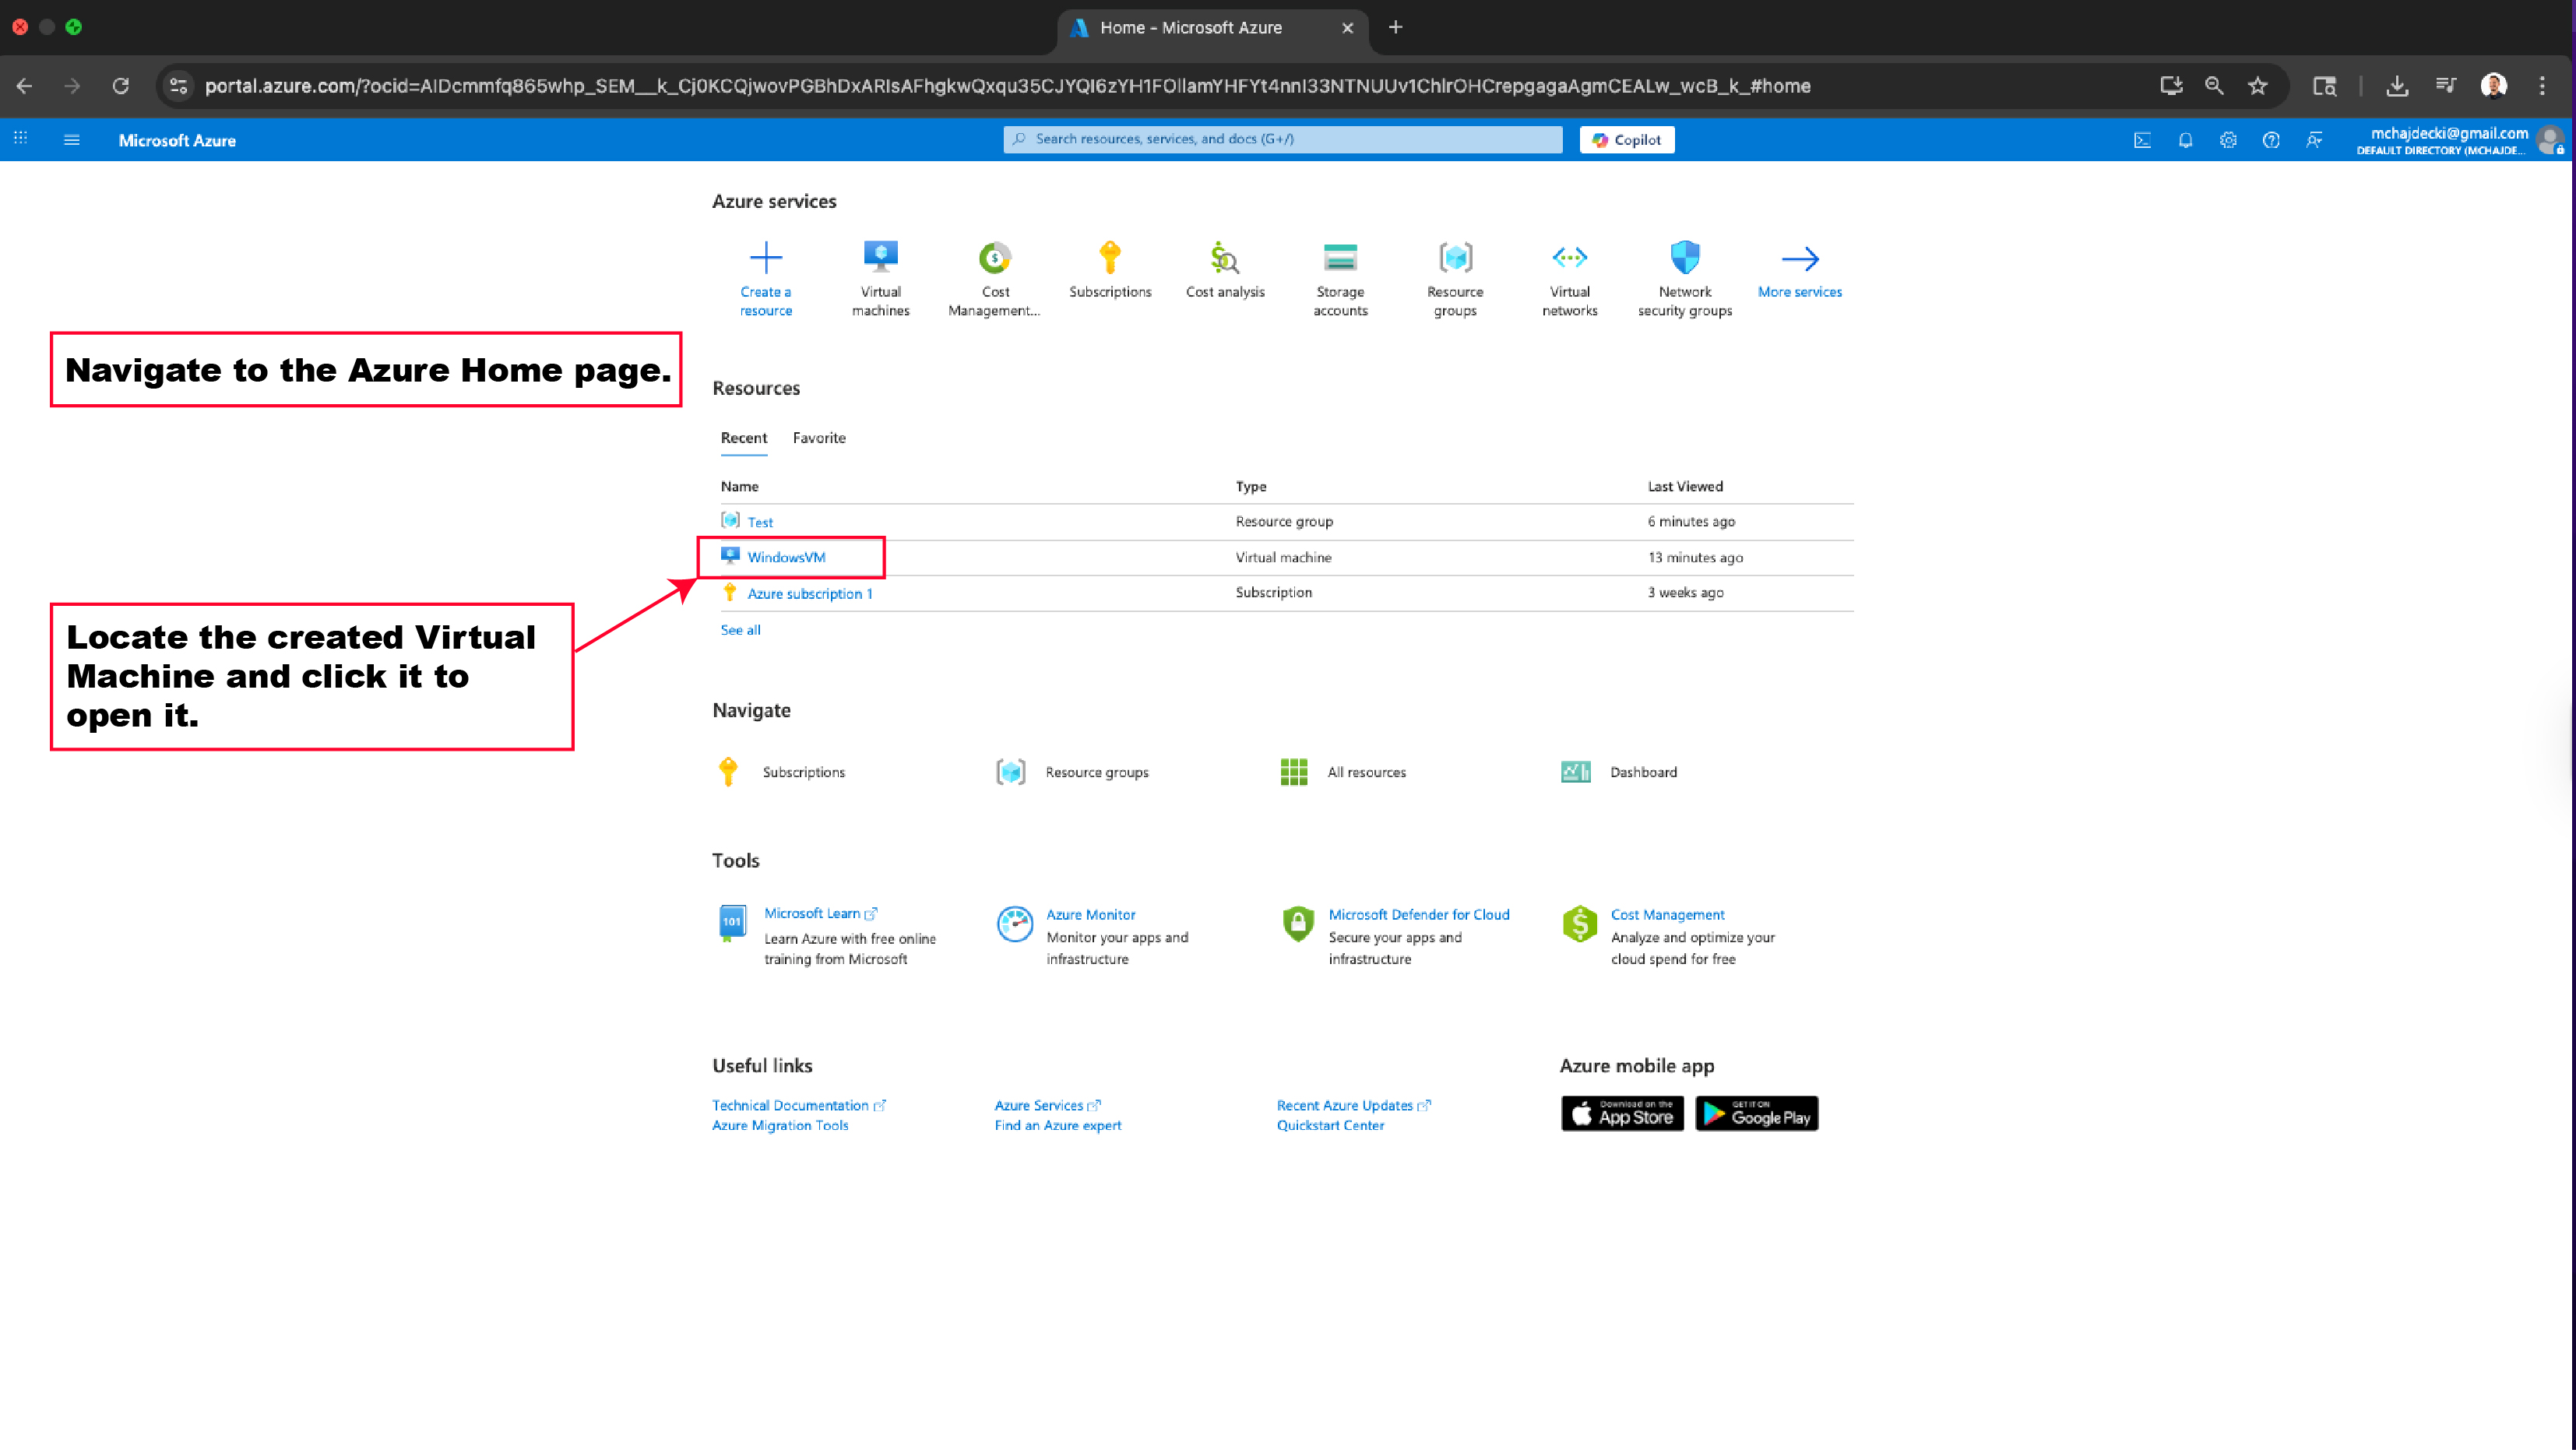 Home - Microsoft Azure
portal.azure.com/?ocid=AIDcmmfq865whp_SEM__k_Cj0KCQjwovPGBhDxARIsAFhgkwQxqu35CJYQI6zYH1FOllamYHFYt4nnI33NTNUUv1ChlrOHCrepgagaAgmCEALw_wcB_k_#home
Microsoft Azure
Search resources, services, and docs (G+/)
Copilot
mchajdecki@gmail.com
DEFAULT DIRECTORY (MCHAJDE...
Azure services
Create a
resource
Virtual
machines
Cost
Management...
Subscriptions
Cost analysis
Storage
accounts
Resource
groups
Virtual
networks
Network
security groups
More services
Navigate to the Azure Home page.
Resources
Recent Favorite
Name Type Last Viewed
Test Resource group 6 minutes ago
WindowsVM Virtual machine 13 minutes ago
Azure subscription 1 Subscription 3 weeks ago
See all
Locate the created Virtual
Machine and click it to
open it.
Navigate
Subscriptions Resource groups All resources Dashboard
Tools
101
Microsoft Learn
Learn Azure with free online
training from Microsoft
Azure Monitor
Monitor your apps and
infrastructure
Microsoft Defender for Cloud
Secure your apps and
infrastructure
Cost Management
Analyze and optimize your
cloud spend for free
Useful links
Technical Documentation
Azure Migration Tools
Azure Services
Find an Azure expert
Recent Azure Updates
Quickstart Center
Azure mobile app
Download on the
App Store
GET IT ON
Google Play